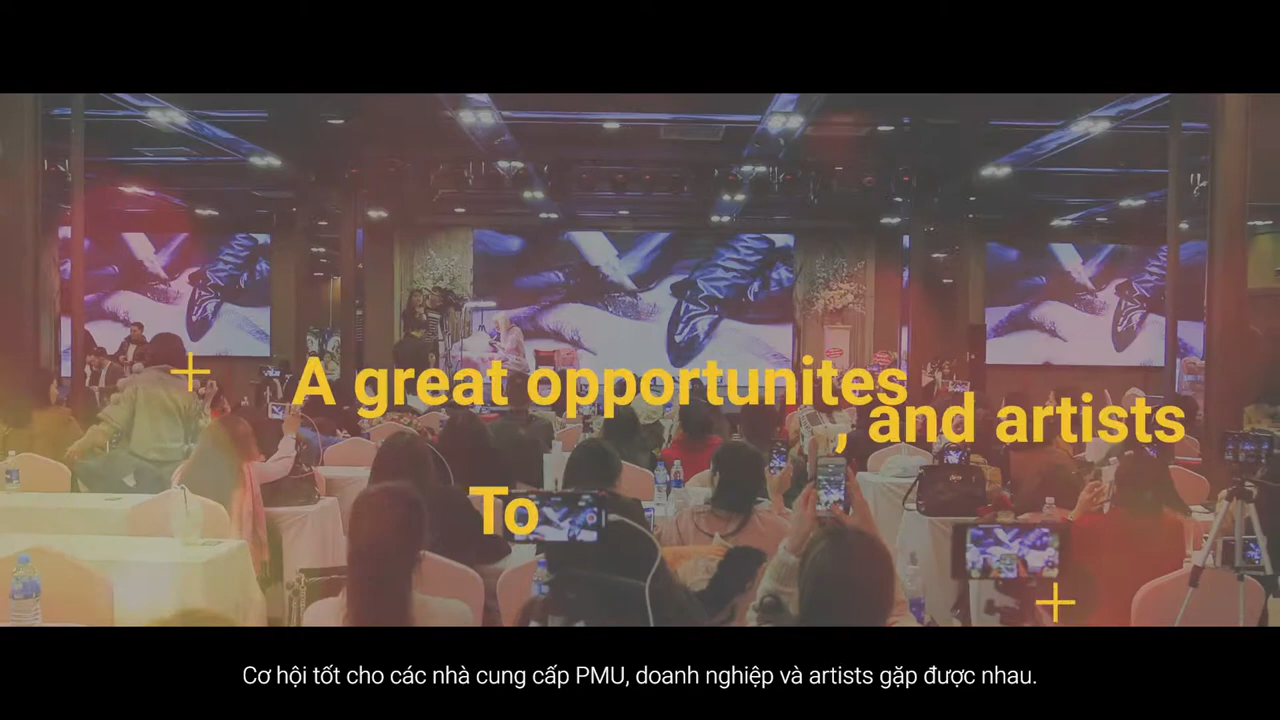 A great opportunites
, and artists
To
Cơ hội tốt cho các nhà cung cấp PMU, doanh nghiệp và artists gặp được nhau.